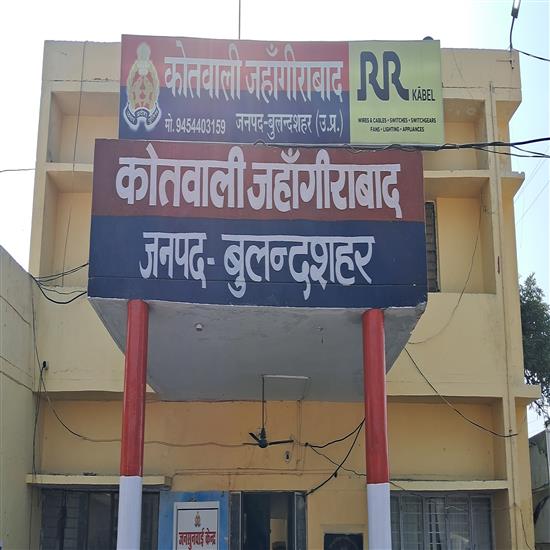 कोतवाली जहाँगीराबाद
मो. 9454403159 जनपद-बुलन्दशहर (उ.प्र.)
RR
KABEL
WIRES & CABLES • SWITCHES • SWITCHGEARS
FANS • LIGHTING • APPLIANCES
कोतवाली जहाँगीराबाद
जनपद - बुलन्दशहर
जनसुनवाई केन्द्र